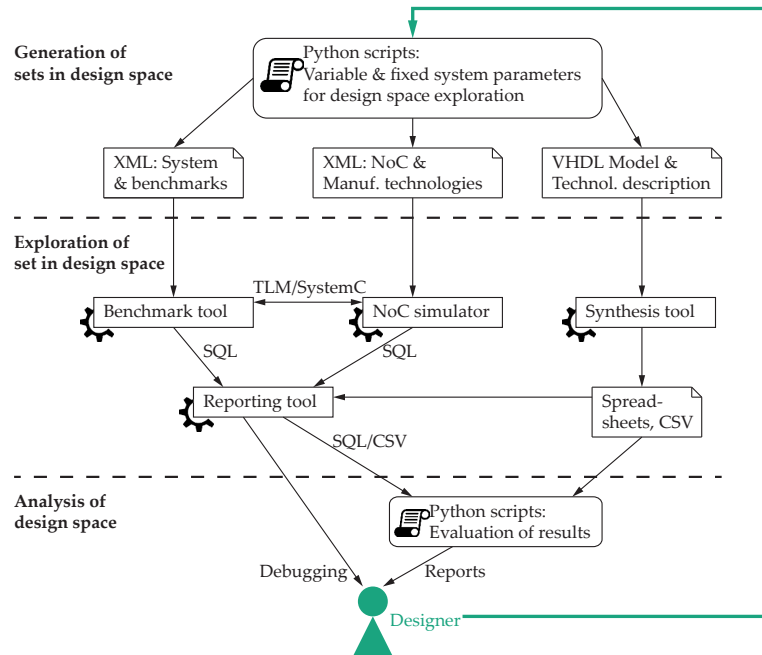 Generation of
sets in design space
Python scripts:
Variable & fixed system parameters
for design space exploration
XML: System
& benchmarks
XML: NoC &
Manuf. technologies
VHDL Model &
Technol. description
Exploration of
set in design space
TLM/SystemC
Benchmark tool
NoC simulator
Synthesis tool
SQL
SQL
Reporting tool
Spread-
sheets, CSV
SQL/CSV
Analysis of
design space
Python scripts:
Evaluation of results
Debugging
Reports
Designer